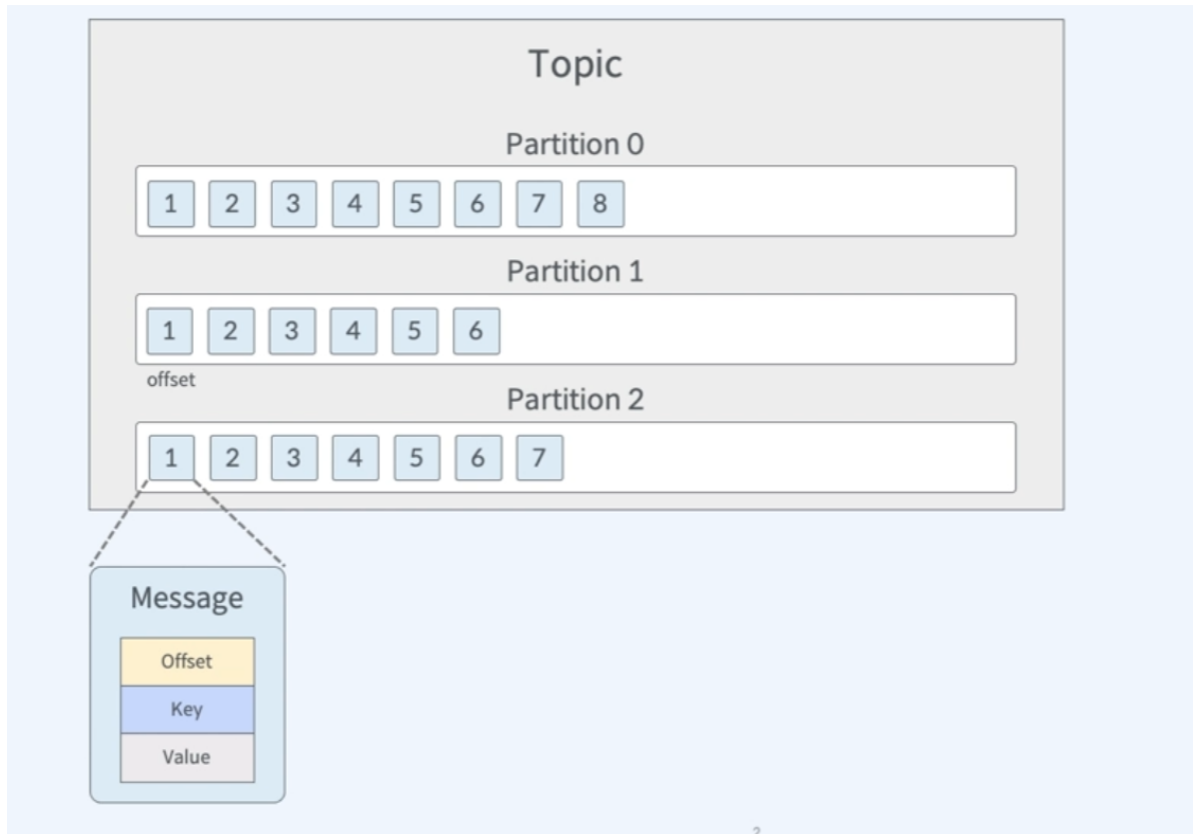 Topic
Partition 0
1 2 3 4 5 6 7 8
Partition 1
1 2 3 4 5 6
offset
Partition 2
1 2 3 4 5 6 7
Message
Offset
Key
Value